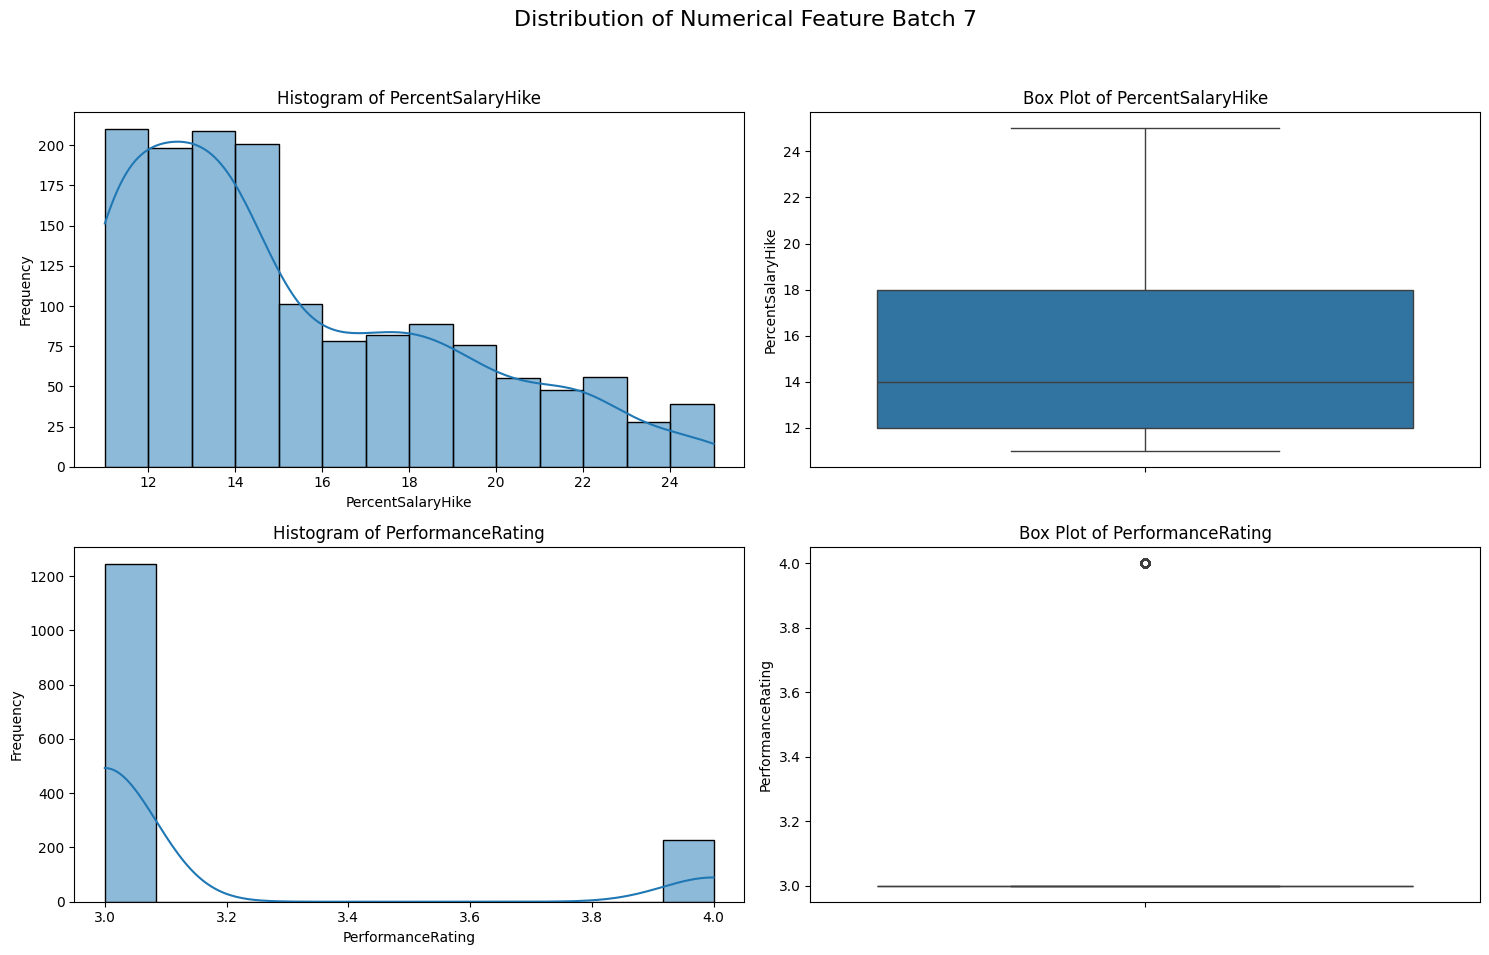 Distribution of Numerical Feature Batch 7
Histogram of PercentSalaryHike
200
175
150
125
100
75
50
25
0
Frequency
12 14 16 18 20 22 24
PercentSalaryHike
Box Plot of PercentSalaryHike
24
22
20
18
16
14
12
PercentSalaryHike
Histogram of PerformanceRating
1200
1000
800
600
400
200
0
Frequency
3.0 3.2 3.4 3.6 3.8 4.0
PerformanceRating
Box Plot of PerformanceRating
4.0
3.8
3.6
3.4
3.2
3.0
PerformanceRating